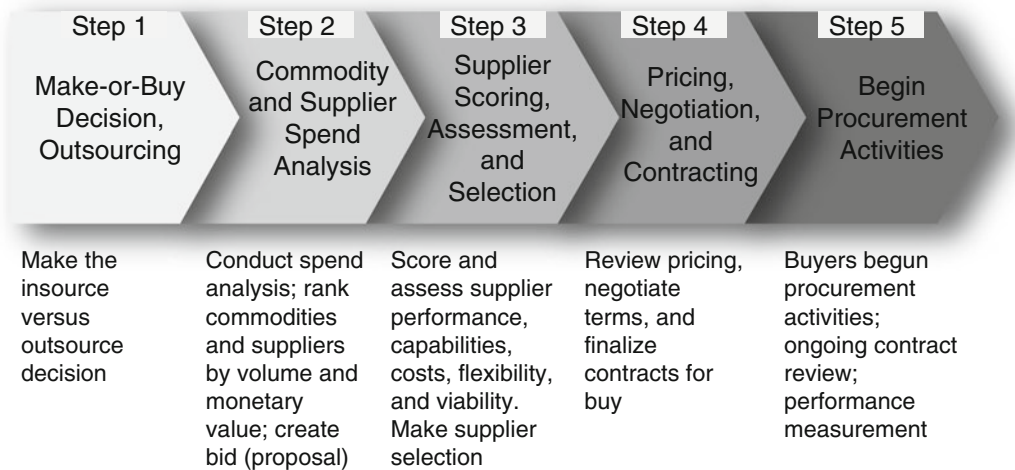 Step 1
Make-or-Buy
Decision,
Outsourcing
Step 2
Commodity
and Supplier
Spend
Analysis
Step 3
Supplier
Scoring,
Assessment,
and
Selection
Step 4
Pricing,
Negotiation,
and
Contracting
Step 5
Begin
Procurement
Activities
Make the
insource
versus
outsource
decision
Conduct spend
analysis; rank
commodities
and suppliers
by volume and
monetary
value; create
bid (proposal)
Score and
assess supplier
performance,
capabilities,
costs, flexibility,
and viability.
Make supplier
selection
Review pricing,
negotiate
terms, and
finalize
contracts for
buy
Buyers begun
procurement
activities;
ongoing contract
review;
performance
measurement